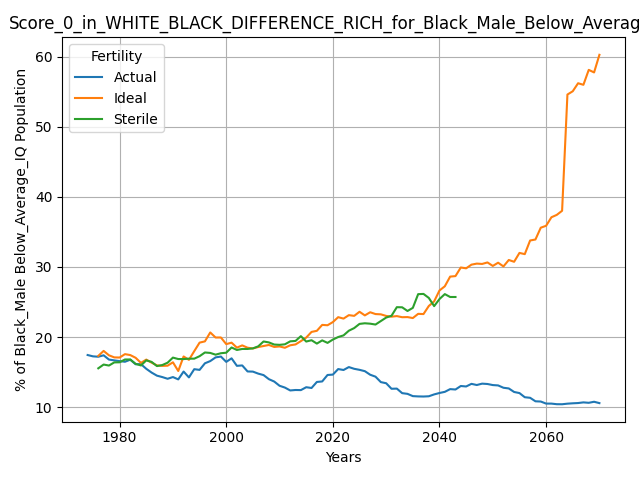 Score_0_in_WHITE_BLACK_DIFFERENCE_RICH_for_Black_Male_Below_Averag
Fertility
Actual
Ideal
Sterile
% of Black_Male Below_Average_IQ Population
60
50
40
30
20
10
1980 2000 2020 2040 2060
Years